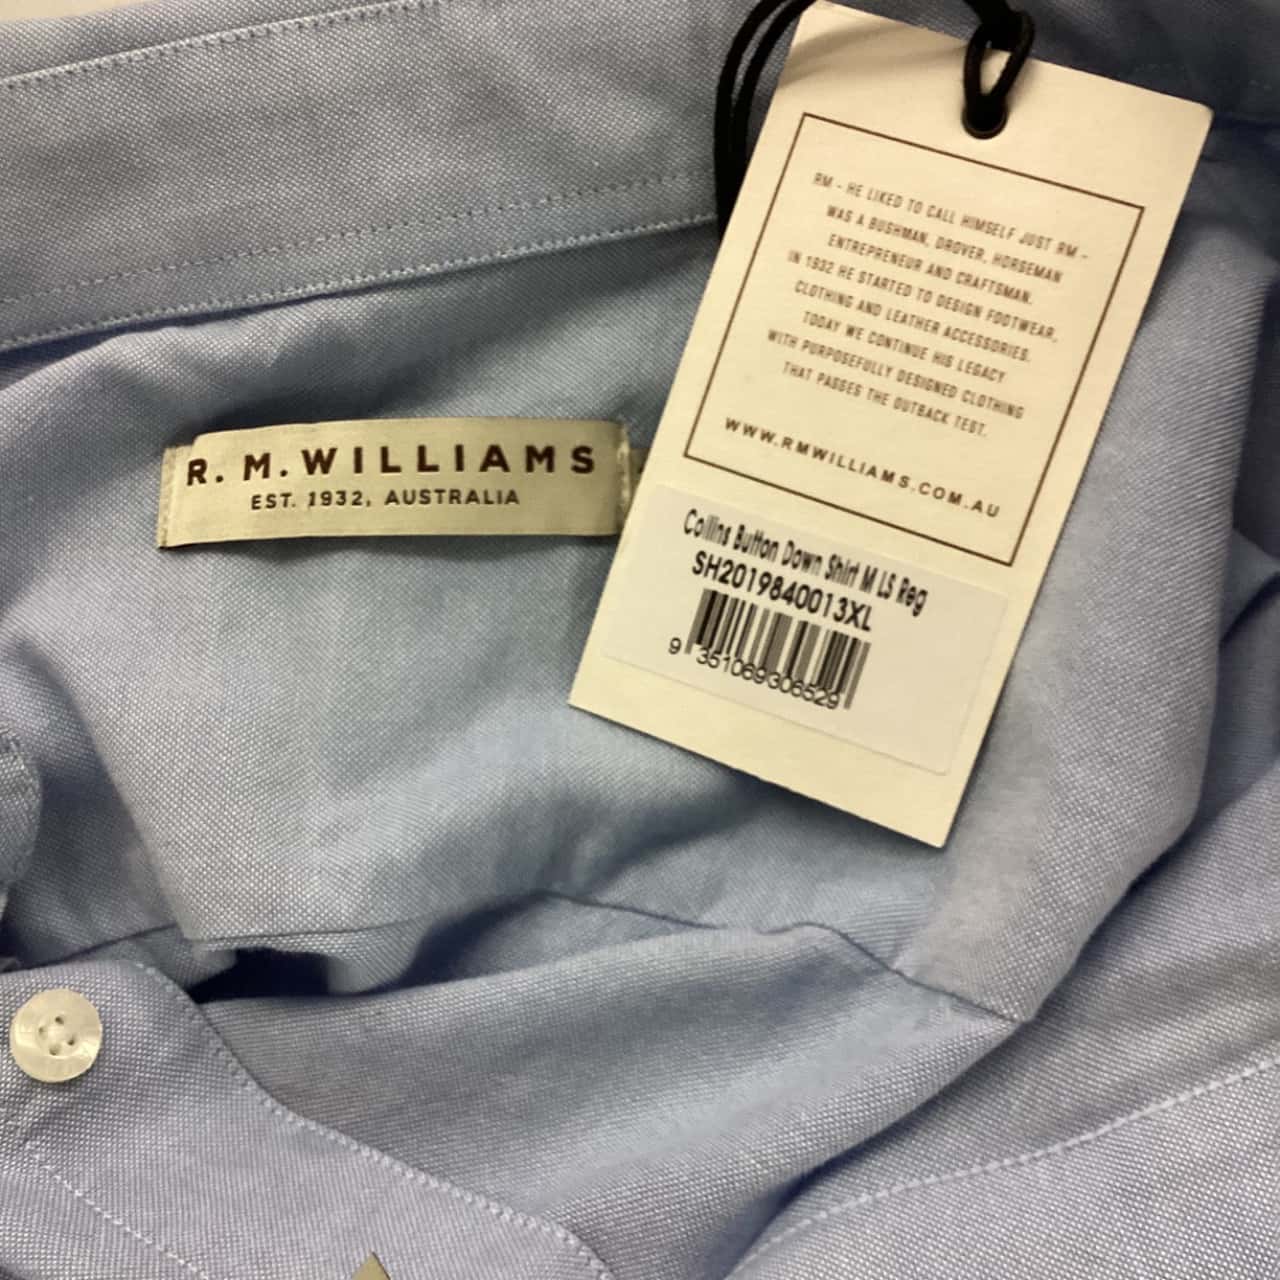 RM - HE LIKED TO CALL HIMSELF JUST RM -
WAS A BUSHMAN, DROVER, HORSEMAN
ENTREPRENEUR AND CRAFTSMAN.
IN 1932 HE STARTED TO DESIGN FOOTWEAR,
CLOTHING AND LEATHER ACCESSORIES.
TODAY WE CONTINUE HIS LEGACY
WITH PURPOSEFULLY DESIGNED CLOTHING
THAT PASSES THE OUTBACK TEST.
WWW.RMWILLIAMS.COM.AU
R. M. WILLIAMS
EST. 1932, AUSTRALIA
Collins Button Down Shirt M LS Reg
SH2019840013XL
9 351069306529